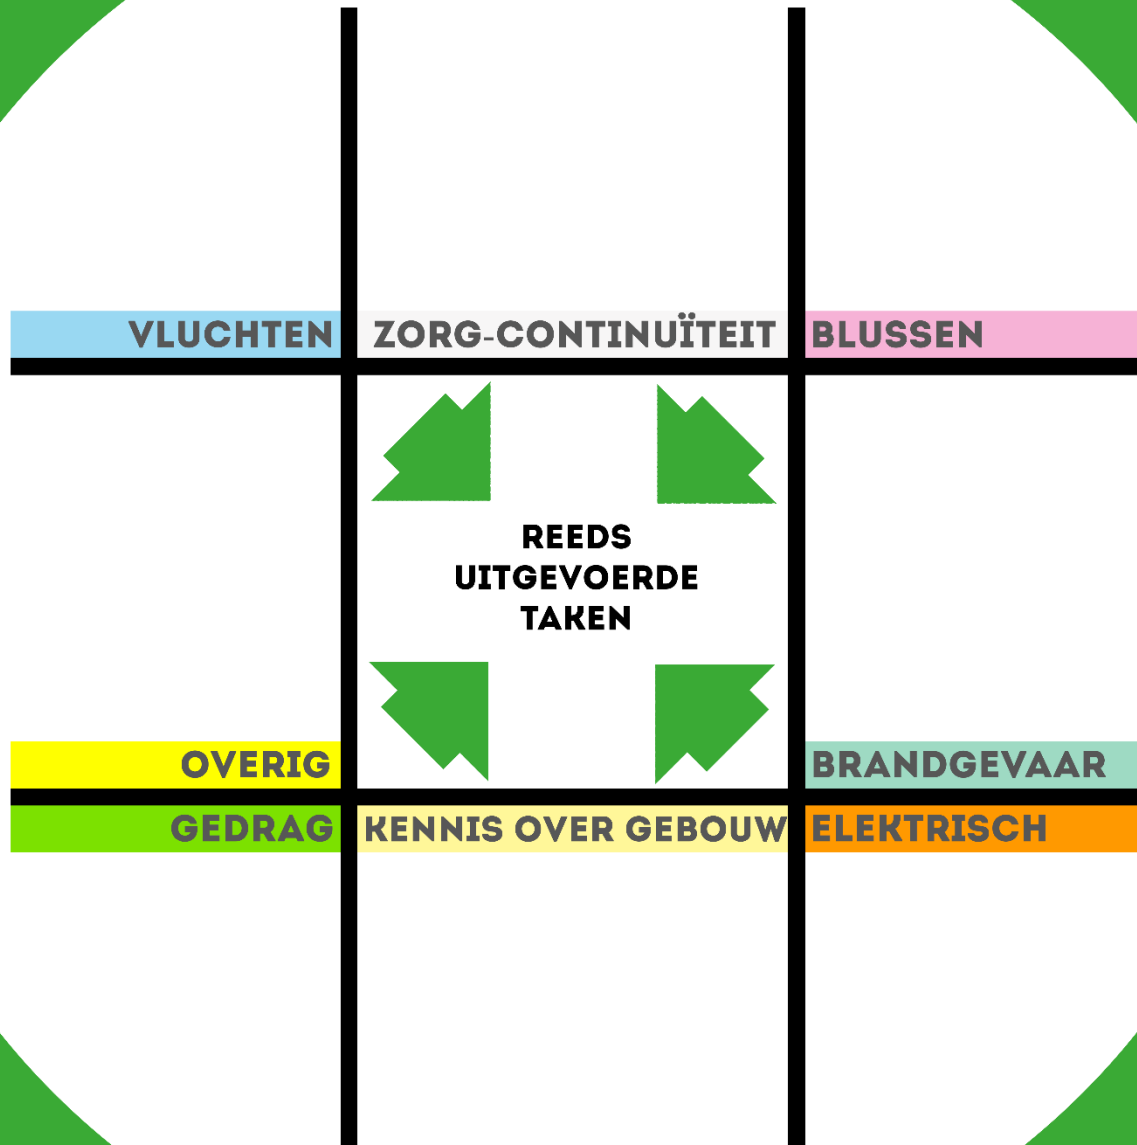 VLUCHTEN
ZORG-CONTINUÏTEIT
BLUSSEN
REEDS
UITGEVOERDE
TAKEN
OVERIG
BRANDGEVAAR
GEDRAG
KENNIS OVER GEBOUW
ELEKTRISCH